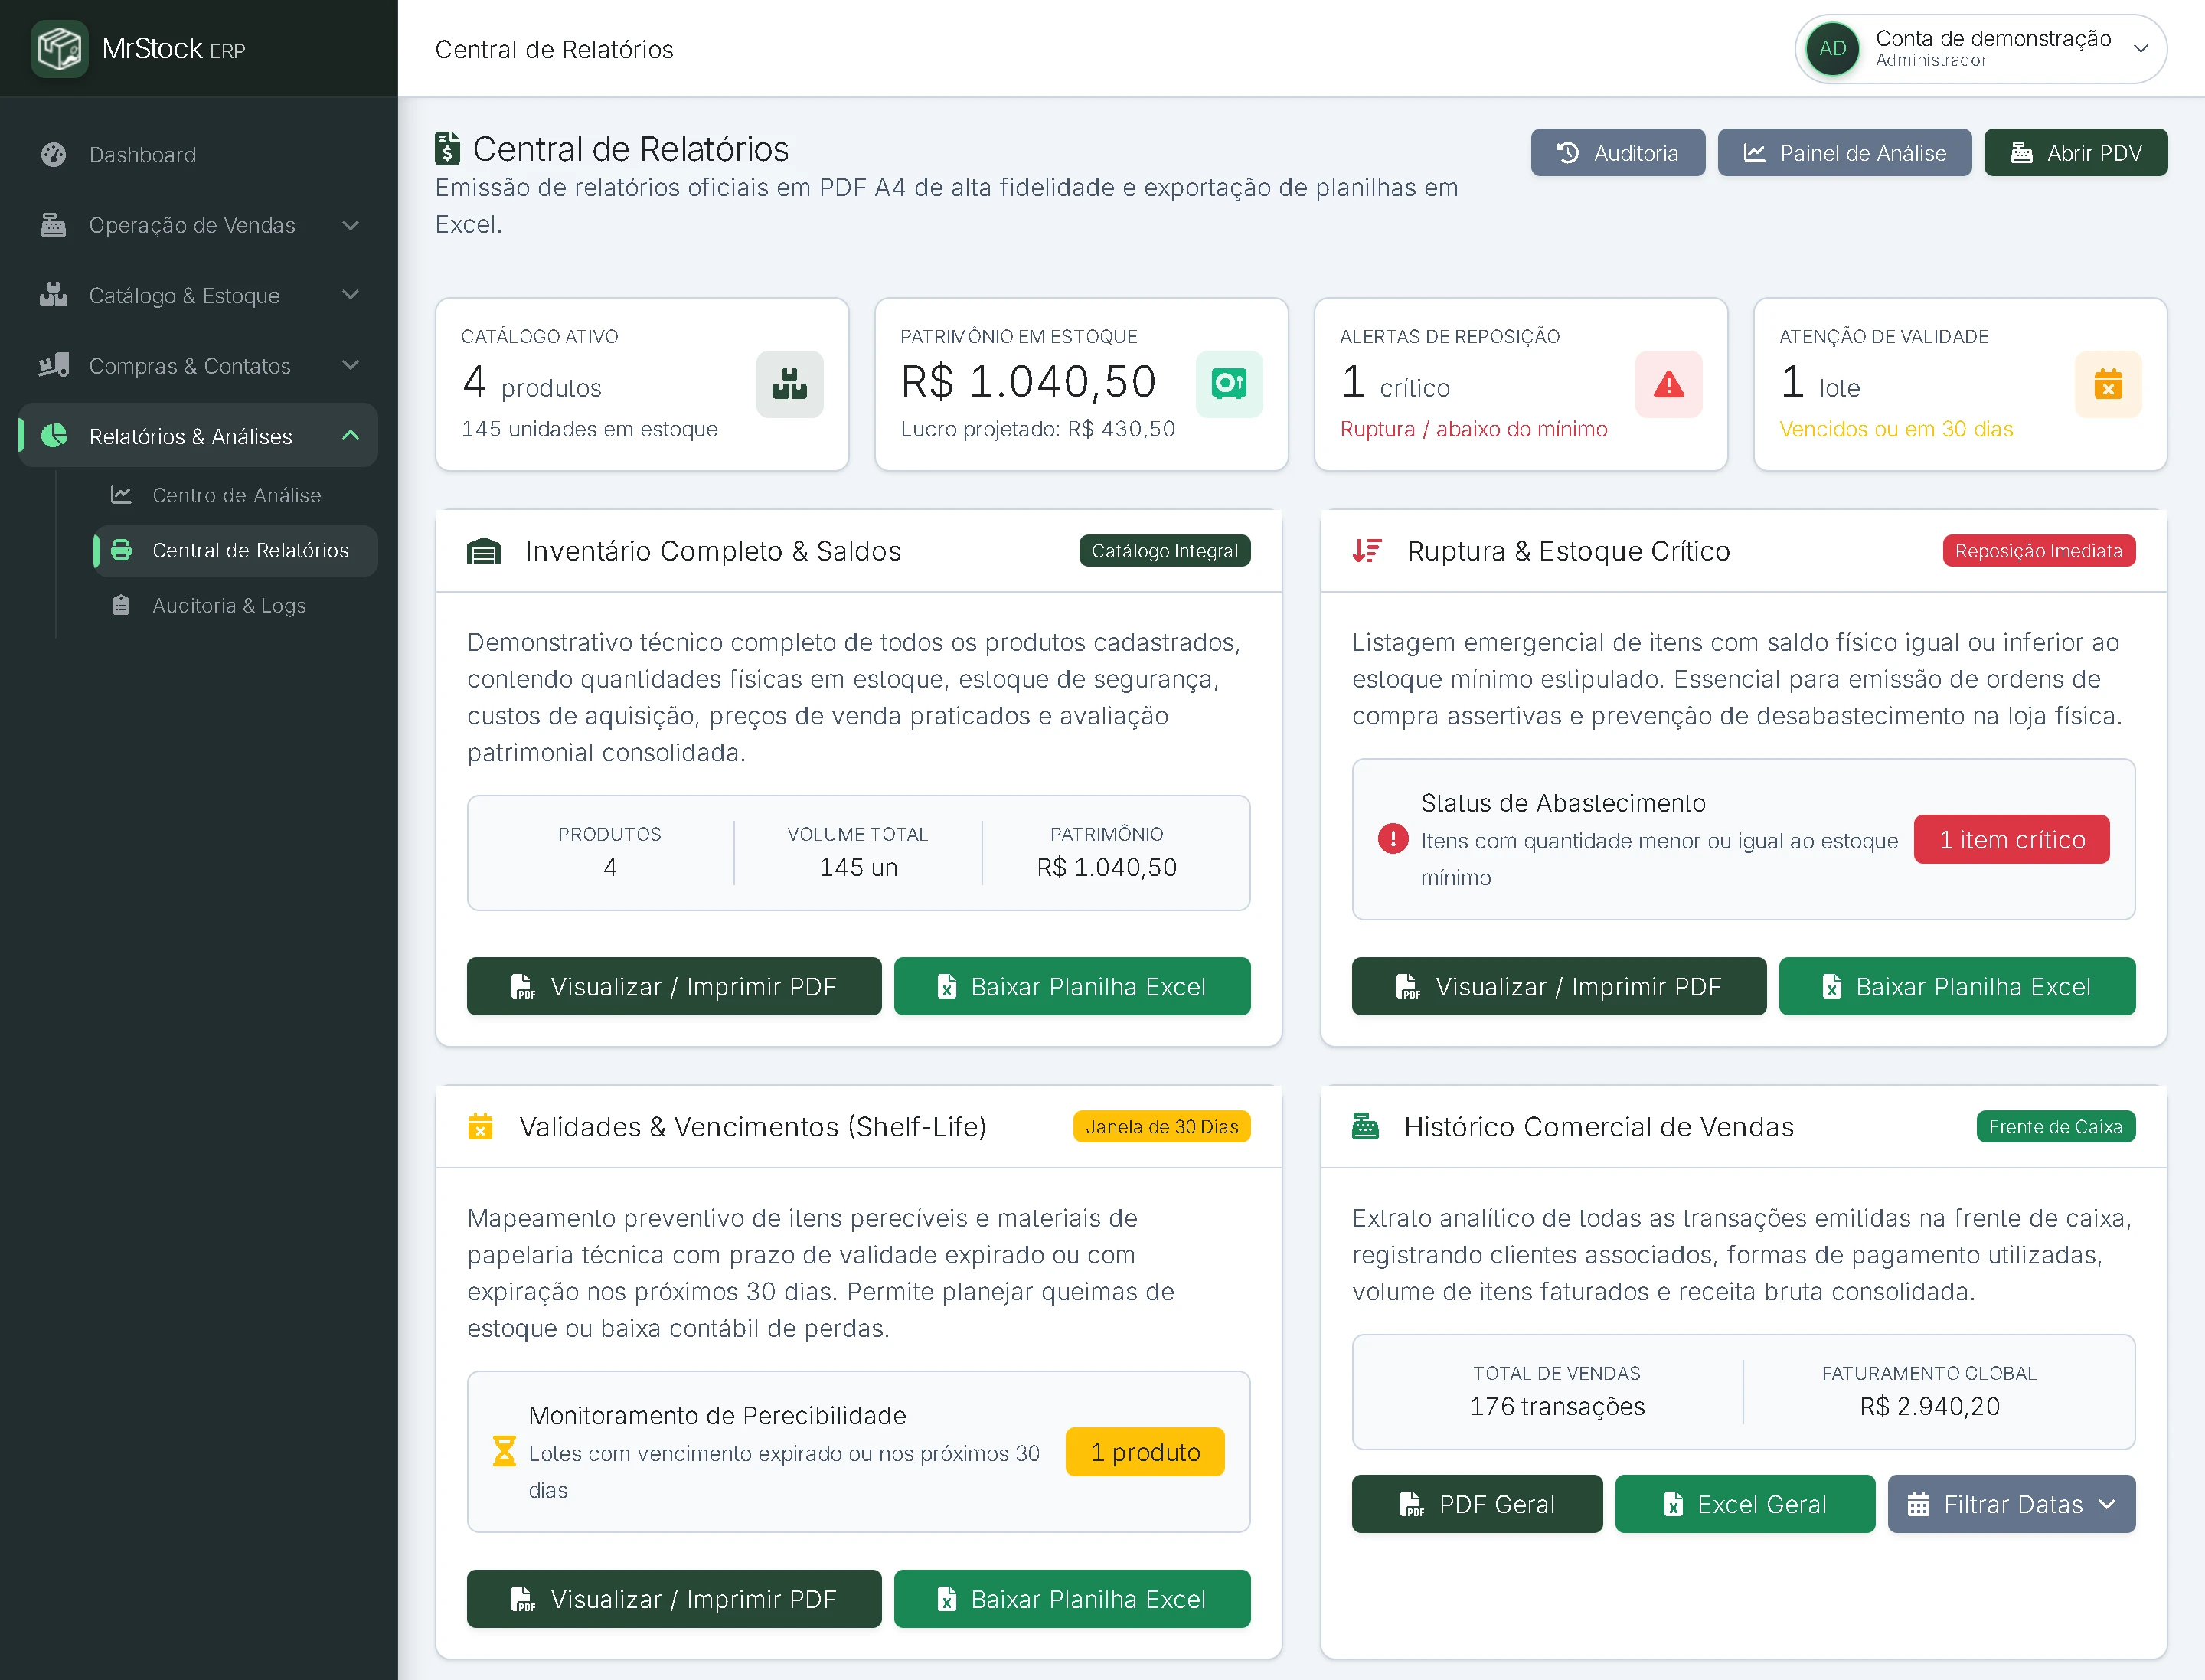 MrStock ERP
Dashboard
Operação de Vendas
Catálogo & Estoque
Compras & Contatos
Relatórios & Análises
Centro de Análise
Central de Relatórios
Auditoria & Logs
Central de Relatórios
AD
Conta de demonstração
Administrador
Central de Relatórios
Emissão de relatórios oficiais em PDF A4 de alta fidelidade e exportação de planilhas em
Excel.
Auditoria
Painel de Análise
Abrir PDV
CATÁLOGO ATIVO
4 produtos
145 unidades em estoque
PATRIMÔNIO EM ESTOQUE
R$ 1.040,50
Lucro projetado: R$ 430,50
ALERTAS DE REPOSIÇÃO
1 crítico
Ruptura / abaixo do mínimo
ATENÇÃO DE VALIDADE
1 lote
Vencidos ou em 30 dias
Inventário Completo & Saldos
Catálogo Integral
Demonstrativo técnico completo de todos os produtos cadastrados,
contendo quantidades físicas em estoque, estoque de segurança,
custos de aquisição, preços de venda praticados e avaliação
patrimonial consolidada.
PRODUTOS
4
VOLUME TOTAL
145 un
PATRIMÔNIO
R$ 1.040,50
Visualizar / Imprimir PDF
Baixar Planilha Excel
Ruptura & Estoque Crítico
Reposição Imediata
Listagem emergencial de itens com saldo físico igual ou inferior ao
estoque mínimo estipulado. Essencial para emissão de ordens de
compra assertivas e prevenção de desabastecimento na loja física.
Status de Abastecimento
Itens com quantidade menor ou igual ao estoque
mínimo
1 item crítico
Visualizar / Imprimir PDF
Baixar Planilha Excel
Validades & Vencimentos (Shelf-Life)
Janela de 30 Dias
Mapeamento preventivo de itens perecíveis e materiais de
papelaria técnica com prazo de validade expirado ou com
expiração nos próximos 30 dias. Permite planejar queimas de
estoque ou baixa contábil de perdas.
Monitoramento de Perecibilidade
Lotes com vencimento expirado ou nos próximos 30
dias
1 produto
Visualizar / Imprimir PDF
Baixar Planilha Excel
Histórico Comercial de Vendas
Frente de Caixa
Extrato analítico de todas as transações emitidas na frente de caixa,
registrando clientes associados, formas de pagamento utilizadas,
volume de itens faturados e receita bruta consolidada.
TOTAL DE VENDAS
176 transações
FATURAMENTO GLOBAL
R$ 2.940,20
PDF Geral
Excel Geral
Filtrar Datas